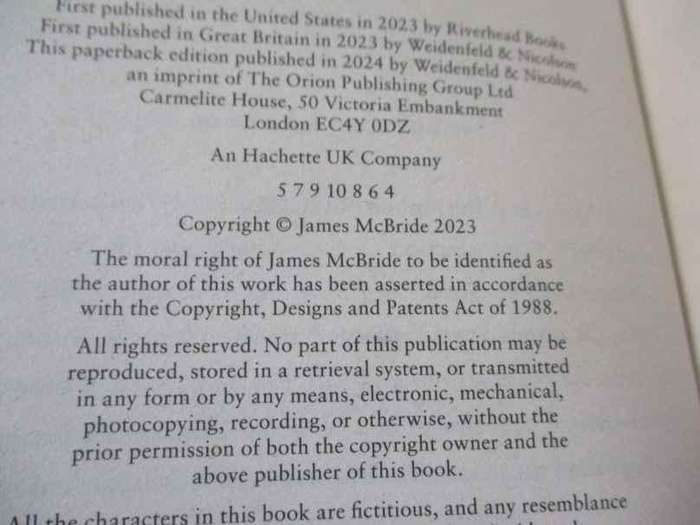 First published in the United States in 2023 by Riverhead Books
First published in Great Britain in 2023 by Weidenfeld & Nicolson
This paperback edition published in 2024 by Weidenfeld & Nicolson,
an imprint of The Orion Publishing Group Ltd
Carmelite House, 50 Victoria Embankment
London EC4Y 0DZ
An Hachette UK Company
5 7 9 10 8 6 4
Copyright © James McBride 2023
The moral right of James McBride to be identified as
the author of this work has been asserted in accordance
with the Copyright, Designs and Patents Act of 1988.
All rights reserved. No part of this publication may be
reproduced, stored in a retrieval system, or transmitted
in any form or by any means, electronic, mechanical,
photocopying, recording, or otherwise, without the
prior permission of both the copyright owner and the
above publisher of this book.
All the characters in this book are fictitious, and any resemblance